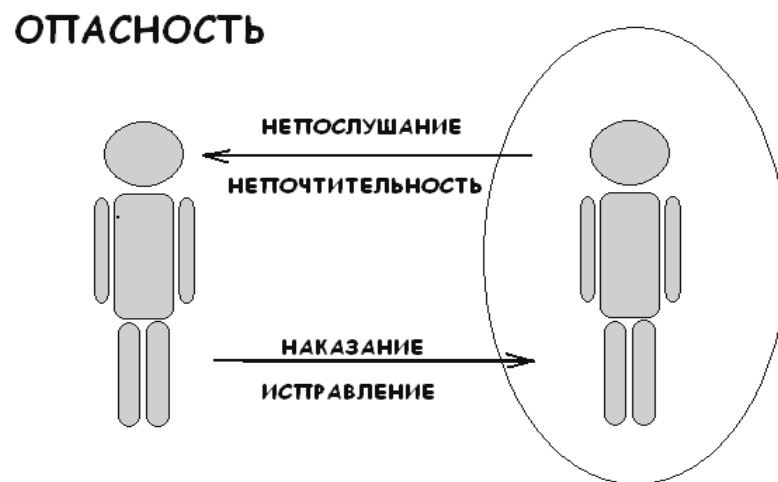 ОПАСНОСТЬ
НЕПОСЛУШАНИЕ
НЕПОЧТИТЕЛЬНОСТЬ
НАКАЗАНИЕ
ИСПРАВЛЕНИЕ